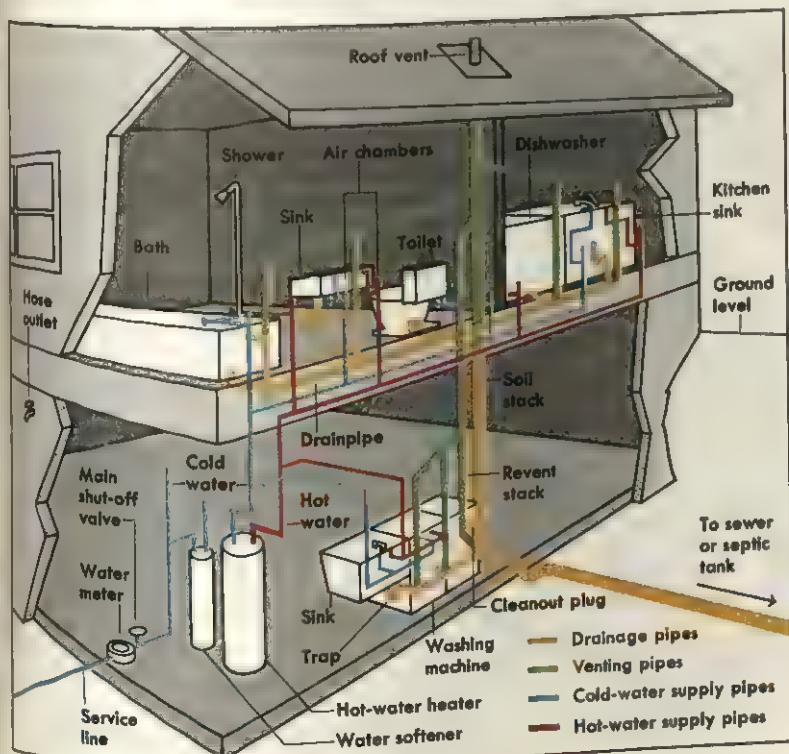 Roof vent
Shower
Air chambers
Dishwasher
Kitchen
sink
Sink
Toilet
Bath
Hose
outlet
Ground
level
Soil
stack
Drainpipe
Revent
stack
Cold
water
Main
shut-off
valve
Hot
water
To sewer
or septic
tank
Water
meter
Sink
Cleanout plug
Trap
Washing
machine
Drainage pipes
Venting pipes
Cold-water supply pipes
Hot-water supply pipes
Hot-water heater
Service
line
Water softener